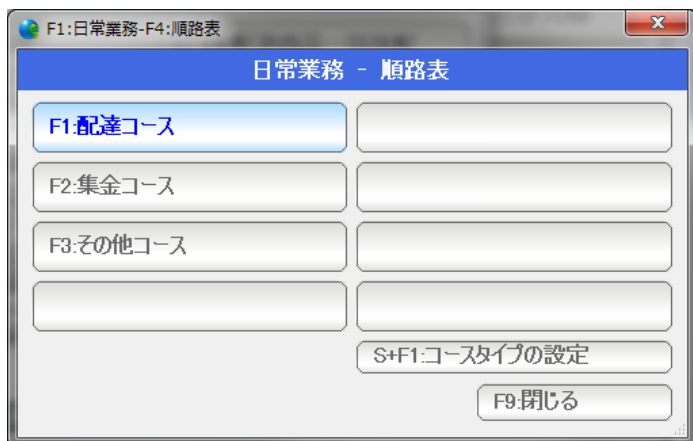 F1:日常業務-F4:順路表
日常業務 - 順路表
F1:配達コース
F2:集金コース
F3:その他コース
S+F1:コースタイプの設定
F9:閉じる